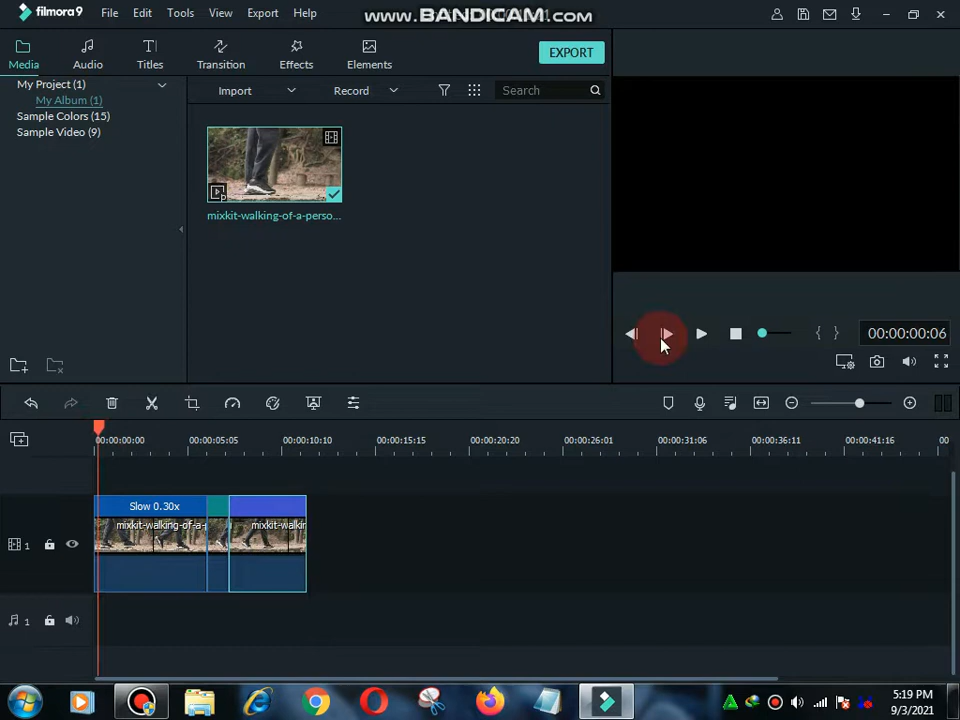 filmora9
File
Edit
Tools
View
Export
Help
www.BANDICAM.com
Media
Audio
Titles
Transition
Effects
Elements
EXPORT
My Project (1)
My Album (1)
Sample Colors (15)
Sample Video (9)
Import
Record
Search
mixkit-walking-of-a-perso...
00:00:00:06
00:00:00:00
00:00:05:05
00:00:10:10
00:00:15:15
00:00:20:20
00:00:26:01
00:00:31:06
00:00:36:11
00:00:41:16
00
Slow 0.30x
mixkit-walking-of-a-p
mixkit-walkin
1
1
5:19 PM
9/3/2021